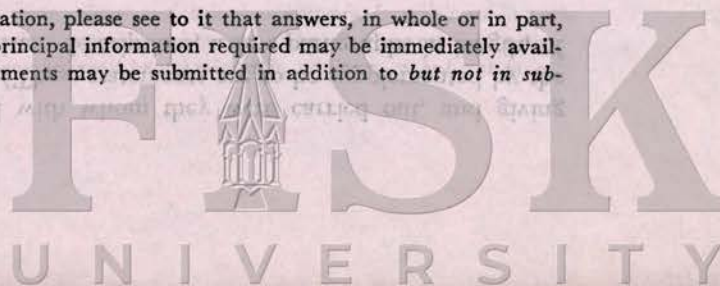 ation, please see to it that answers, in whole or in part,
rincipal information required may be immediately avail-
ments may be submitted in addition to but not in sub-
FISK
UNIVERSITY